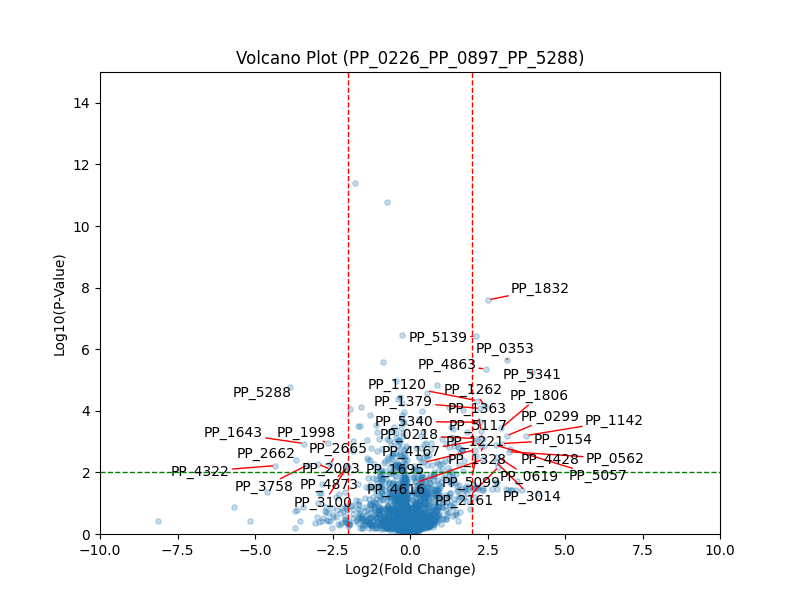 Volcano Plot (PP_0226_PP_0897_PP_5288)
Log10(P-Value)
14
12
10
8
6
4
2
0
PP_1832
PP_5139
PP_0353
PP_4863
PP_5341
PP_1120
PP_1262
PP_5288
PP_1806
PP_1379
PP_1363
PP_0299
PP_5340
PP_5117
PP_1142
PP_1643
PP_1998
PP_0218
PP_0154
PP_1221
PP_2665
PP_4167
PP_2662
PP_1328
PP_4428
PP_0562
PP_4322
PP_2003
PP_1695
PP_5057
PP_0619
PP_3758
PP_4873
PP_5099
PP_4616
PP_3014
PP_3100
PP_2161
−10.0
−7.5
−5.0
−2.5
0.0
2.5
5.0
7.5
10.0
Log2(Fold Change)